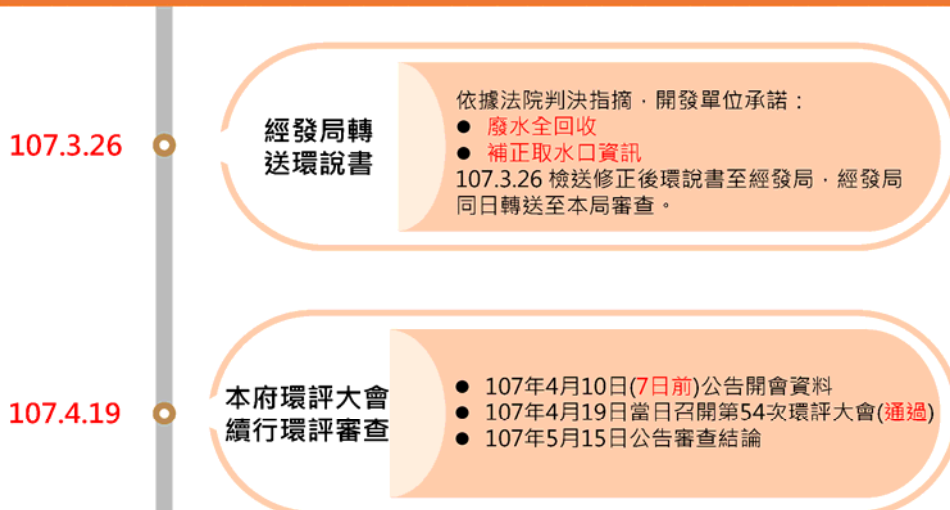 107.3.26
經發局轉
送環說書
依據法院判決指摘，開發單位承諾：
● 廢水全回收
● 補正取水口資訊
107.3.26 檢送修正後環說書至經發局，經發局
同日轉送至本局審查。
107.4.19
本府環評大會
續行環評審查
● 107年4月10日(7日前)公告開會資料
● 107年4月19日當日召開第54次環評大會(通過)
● 107年5月15日公告審查結論